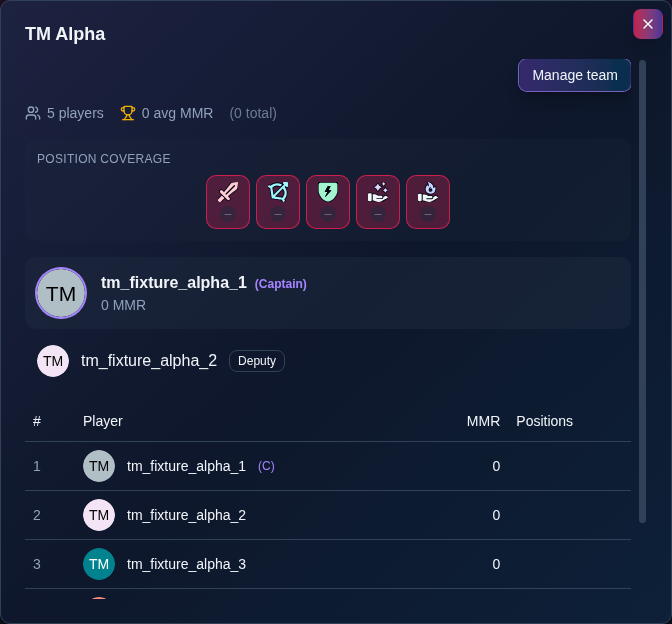 TM Alpha
Manage team
5 players 0 avg MMR (0 total)
POSITION COVERAGE
– – – – –
TM tm_fixture_alpha_1 (Captain)
0 MMR
TM tm_fixture_alpha_2 Deputy
# Player MMR Positions
1 TM tm_fixture_alpha_1 (C) 0
2 TM tm_fixture_alpha_2 0
3 TM tm_fixture_alpha_3 0